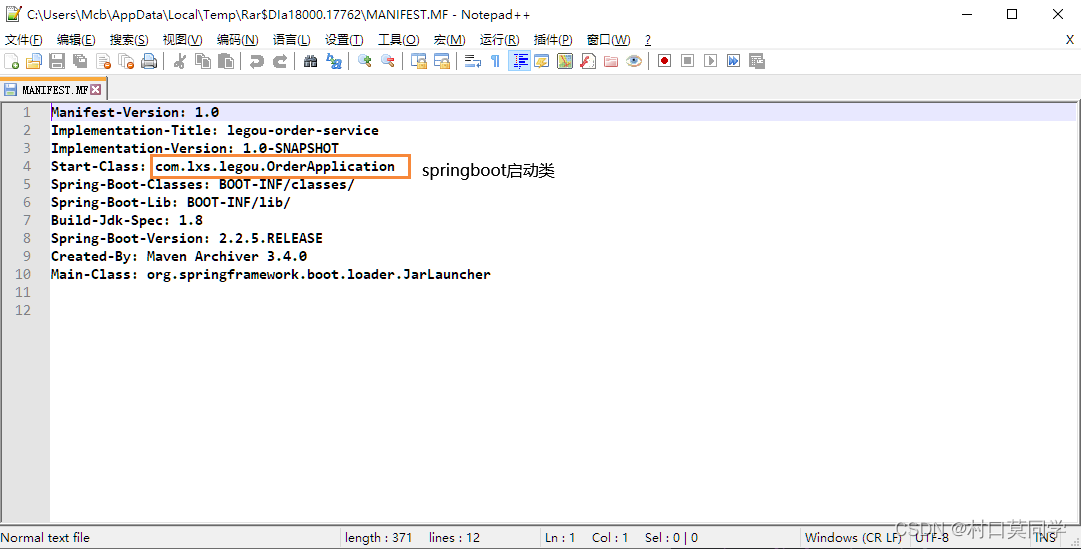 C:\Users\Mcb\AppData\Local\Temp\Rar$DIa18000.17762\MANIFEST.MF - Notepad++
文件(F) 编辑(E) 搜索(S) 视图(V) 编码(N) 语言(L) 设置(T) 工具(O) 宏(M) 运行(R) 插件(P) 窗口(W) ? X
MANIFEST.MF
1 Manifest-Version: 1.0
2 Implementation-Title: legou-order-service
3 Implementation-Version: 1.0-SNAPSHOT
4 Start-Class: com.lxs.legou.OrderApplication springboot启动类
5 Spring-Boot-Classes: BOOT-INF/classes/
6 Spring-Boot-Lib: BOOT-INF/lib/
7 Build-Jdk-Spec: 1.8
8 Spring-Boot-Version: 2.2.5.RELEASE
9 Created-By: Maven Archiver 3.4.0
10 Main-Class: org.springframework.boot.loader.JarLauncher
11
12
CSDN @村口莫同学
Normal text file length : 371 lines : 12 Ln : 1 Col : 1 Sel : 0 | 0 Windows (CR LF) UTF-8 INS